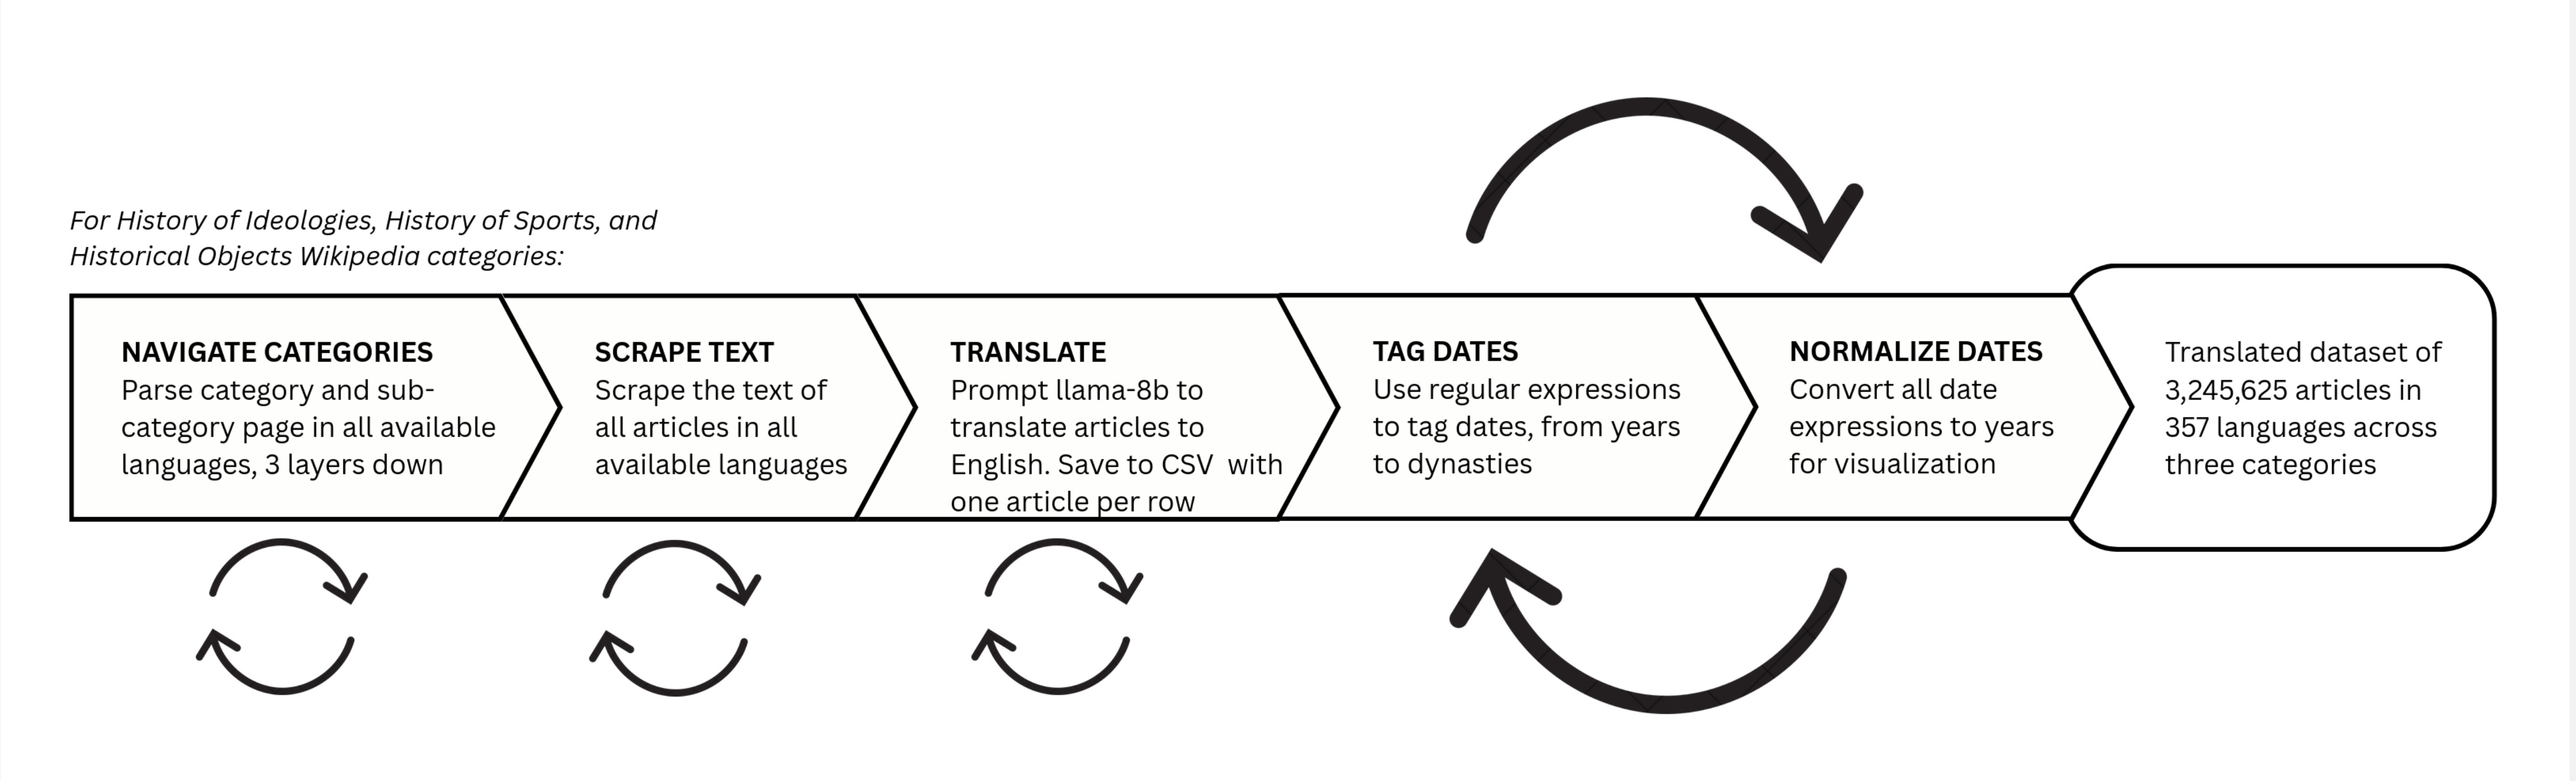 For History of Ideologies, History of Sports, and
Historical Objects Wikipedia categories:
NAVIGATE CATEGORIES
Parse category and sub-
category page in all available
languages, 3 layers down
SCRAPE TEXT
Scrape the text of
all articles in all
available languages
TRANSLATE
Prompt llama-8b to
translate articles to
English. Save to CSV  with
one article per row
TAG DATES
Use regular expressions
to tag dates, from years
to dynasties
NORMALIZE DATES
Convert all date
expressions to years
for visualization
Translated dataset of
3,245,625 articles in
357 languages across
three categories